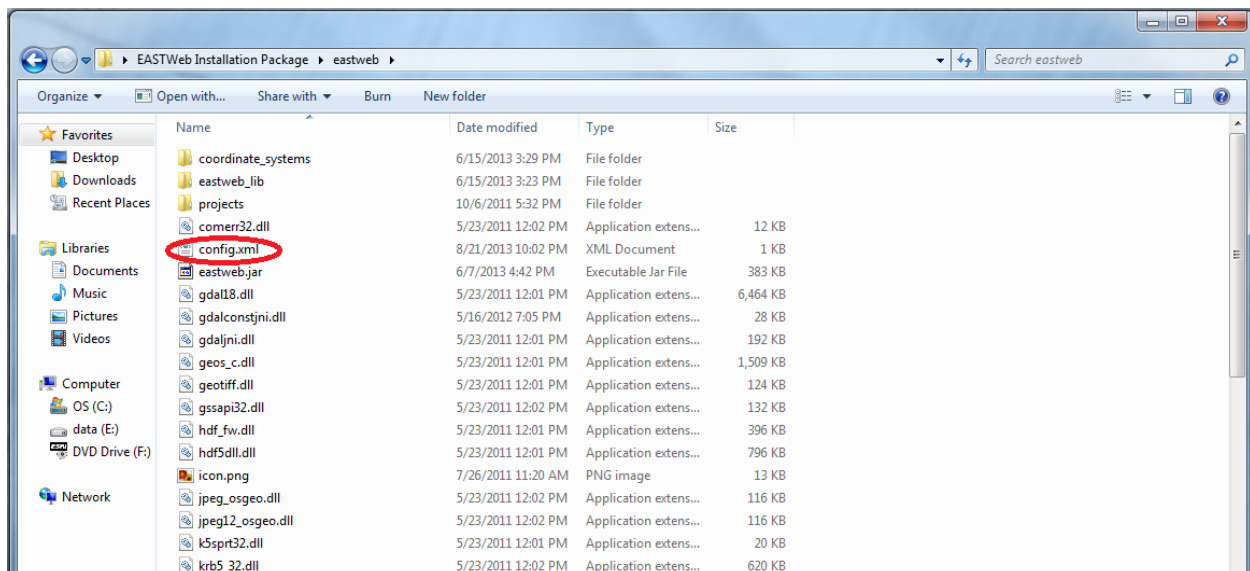 EASTWeb Installation Package eastweb
Search eastweb
Organize Open with... Share with Burn New folder
Name Date modified Type Size
Favorites
Desktop
Downloads
Recent Places
Libraries
Documents
Music
Pictures
Videos
Computer
OS (C:)
data (E:)
DVD Drive (F:)
Network
coordinate_systems 6/15/2013 3:29 PM File folder
eastweb_lib 6/15/2013 3:23 PM File folder
projects 10/6/2011 5:32 PM File folder
comerr32.dll 5/23/2011 12:02 PM Application extens... 12 KB
config.xml 8/21/2013 10:02 PM XML Document 1 KB
eastweb.jar 6/7/2013 4:42 PM Executable Jar File 383 KB
gdal18.dll 5/23/2011 12:01 PM Application extens... 6,464 KB
gdalconstjni.dll 5/16/2012 7:05 PM Application extens... 28 KB
gdaljni.dll 5/23/2011 12:01 PM Application extens... 192 KB
geos_c.dll 5/23/2011 12:01 PM Application extens... 1,509 KB
geotiff.dll 5/23/2011 12:01 PM Application extens... 124 KB
gssapi32.dll 5/23/2011 12:02 PM Application extens... 132 KB
hdf_fw.dll 5/23/2011 12:01 PM Application extens... 396 KB
hdf5dll.dll 5/23/2011 12:01 PM Application extens... 796 KB
icon.png 7/26/2011 11:20 AM PNG image 13 KB
jpeg_osgeo.dll 5/23/2011 12:02 PM Application extens... 116 KB
jpeg12_osgeo.dll 5/23/2011 12:02 PM Application extens... 116 KB
k5sprt32.dll 5/23/2011 12:01 PM Application extens... 20 KB
krb5_32.dll 5/23/2011 12:02 PM Application extens... 620 KB